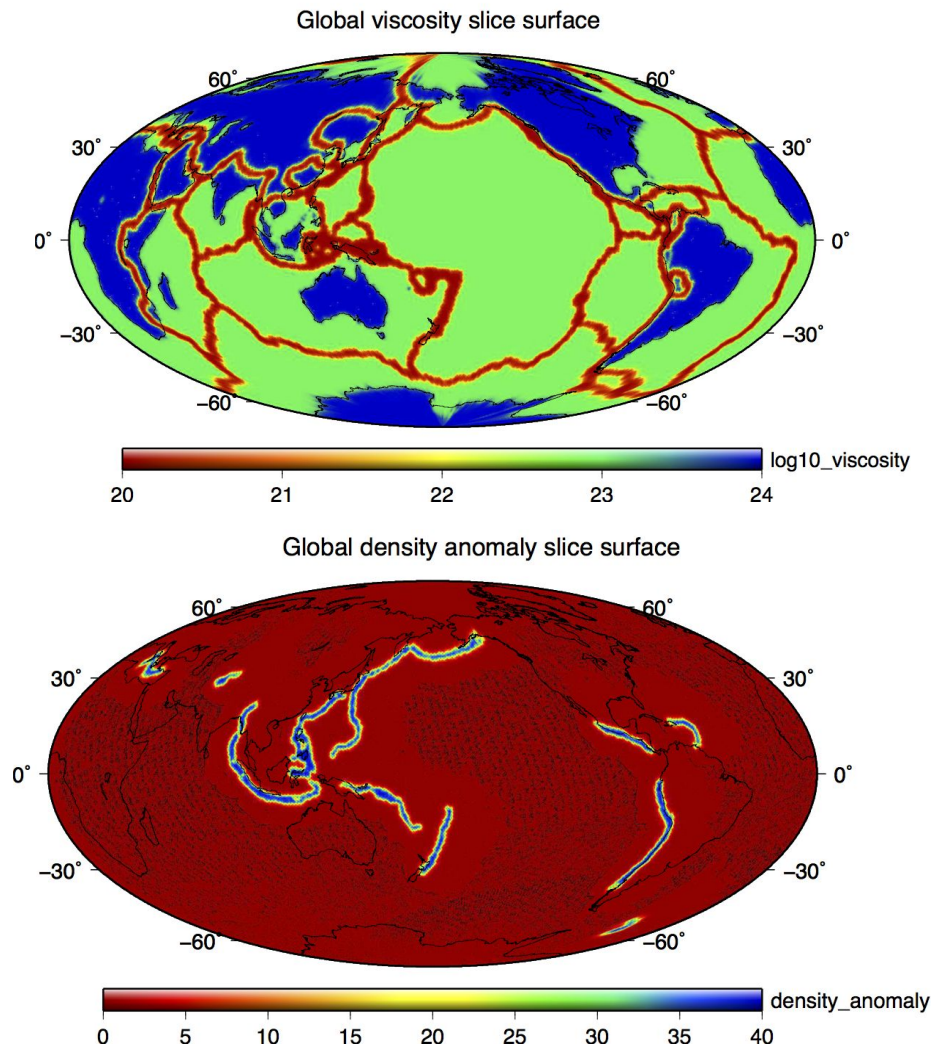 Global viscosity slice surface
60° 60°
30° 30°
0° 0°
−30° −30°
−60° −60°
log10_viscosity
20 21 22 23 24
Global density anomaly slice surface
60° 60°
30° 30°
0° 0°
−30° −30°
−60° −60°
density_anomaly
0 5 10 15 20 25 30 35 40